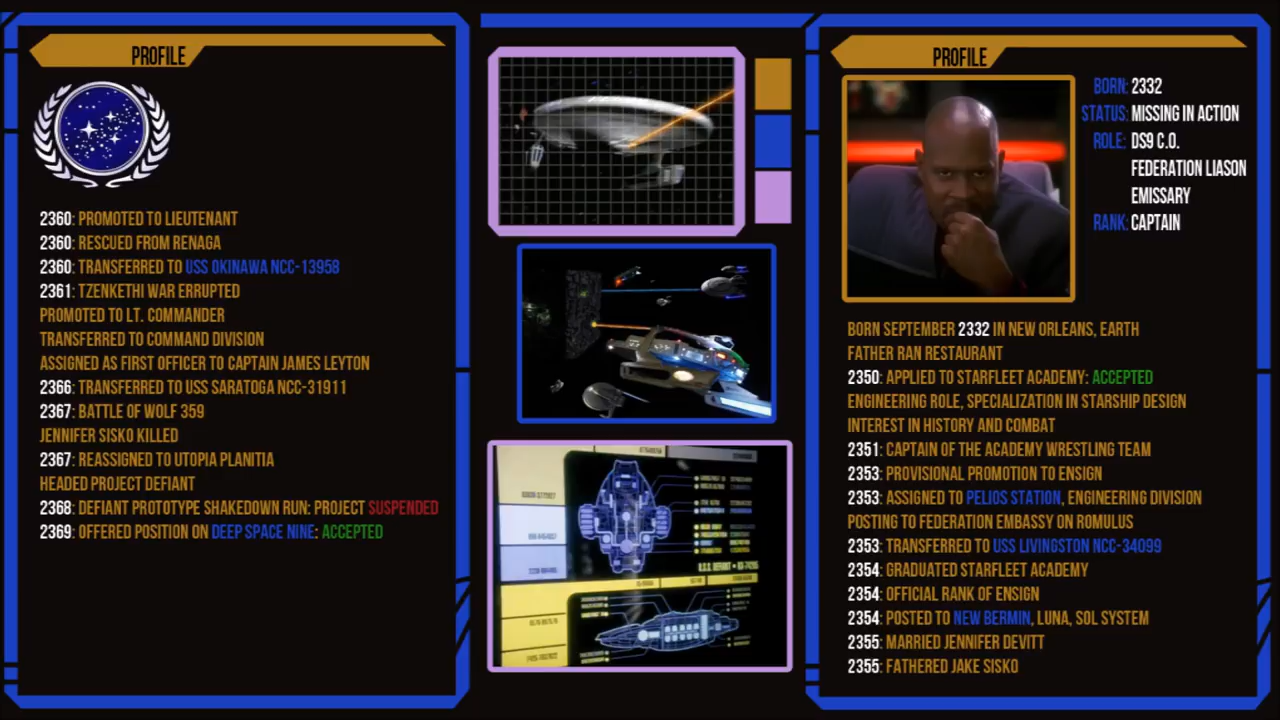 PROFILE
2360: PROMOTED TO LIEUTENANT
2360: RESCUED FROM RENAGA
2360: TRANSFERRED TO USS OKINAWA NCC-13958
2361: TZENKETHI WAR ERRUPTED
PROMOTED TO LT. COMMANDER
TRANSFERRED TO COMMAND DIVISION
ASSIGNED AS FIRST OFFICER TO CAPTAIN JAMES LEYTON
2366: TRANSFERRED TO USS SARATOGA NCC-31911
2367: BATTLE OF WOLF 359
JENNIFER SISKO KILLED
2367: REASSIGNED TO UTOPIA PLANITIA
HEADED PROJECT DEFIANT
2368: DEFIANT PROTOTYPE SHAKEDOWN RUN: PROJECT SUSPENDED
2369: OFFERED POSITION ON DEEP SPACE NINE: ACCEPTED
U.S.S. DEFIANT
PROFILE
BORN: 2332
STATUS: MISSING IN ACTION
ROLE: DS9 C.O.
FEDERATION LIASON
EMISSARY
RANK: CAPTAIN
BORN SEPTEMBER 2332 IN NEW ORLEANS, EARTH
FATHER RAN RESTAURANT
2350: APPLIED TO STARFLEET ACADEMY: ACCEPTED
ENGINEERING ROLE, SPECIALIZATION IN STARSHIP DESIGN
INTEREST IN HISTORY AND COMBAT
2351: CAPTAIN OF THE ACADEMY WRESTLING TEAM
2353: PROVISIONAL PROMOTION TO ENSIGN
2353: ASSIGNED TO PELIOS STATION, ENGINEERING DIVISION
POSTING TO FEDERATION EMBASSY ON ROMULUS
2353: TRANSFERRED TO USS LIVINGSTON NCC-34099
2354: GRADUATED STARFLEET ACADEMY
2354: OFFICIAL RANK OF ENSIGN
2354: POSTED TO NEW BERMIN, LUNA, SOL SYSTEM
2355: MARRIED JENNIFER DEVITT
2355: FATHERED JAKE SISKO